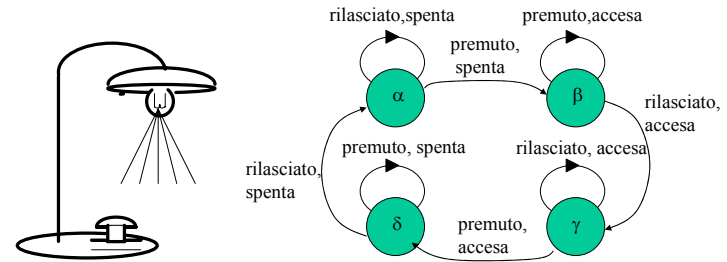 rilasciato,spenta
premuto,accesa
premuto,
spenta
α
β
rilasciato,
accesa
premuto, spenta
rilasciato, accesa
rilasciato,
spenta
δ
γ
premuto,
accesa